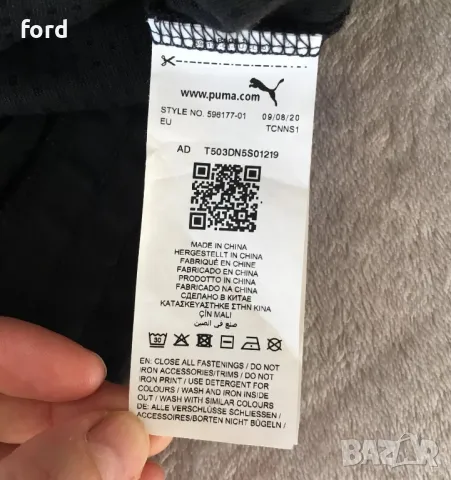 ford
www.puma.com
STYLE NO. 596177-01 09/08/20
EU TCNNS1
AD T503DN5S01219
MADE IN CHINA
HERGESTELLT IN CHINA
FABRIQUÉ EN CHINE
FABRICADO EN CHINA
PRODOTTO IN CHINA
FABRICADO NA CHINA
СДЕЛАНО В КИТАЕ
ΚΑΤΑΣΚΕΥΑΣΤΗΚΕ ΣΤΗΝ ΚΙΝΑ
ÇİN MALI
صنع في الصين
30
EN: CLOSE ALL FASTENINGS / DO NOT
IRON ACCESSORIES/TRIMS / DO NOT
IRON PRINT / USE DETERGENT FOR
COLOURS / WASH AND IRON INSIDE
OUT / WASH WITH SIMILAR COLOURS
DE: ALLE VERSCHLÜSSE SCHLIESSEN /
ACCESSOIRES/BORTEN NICHT BÜGELN /
BAZAR